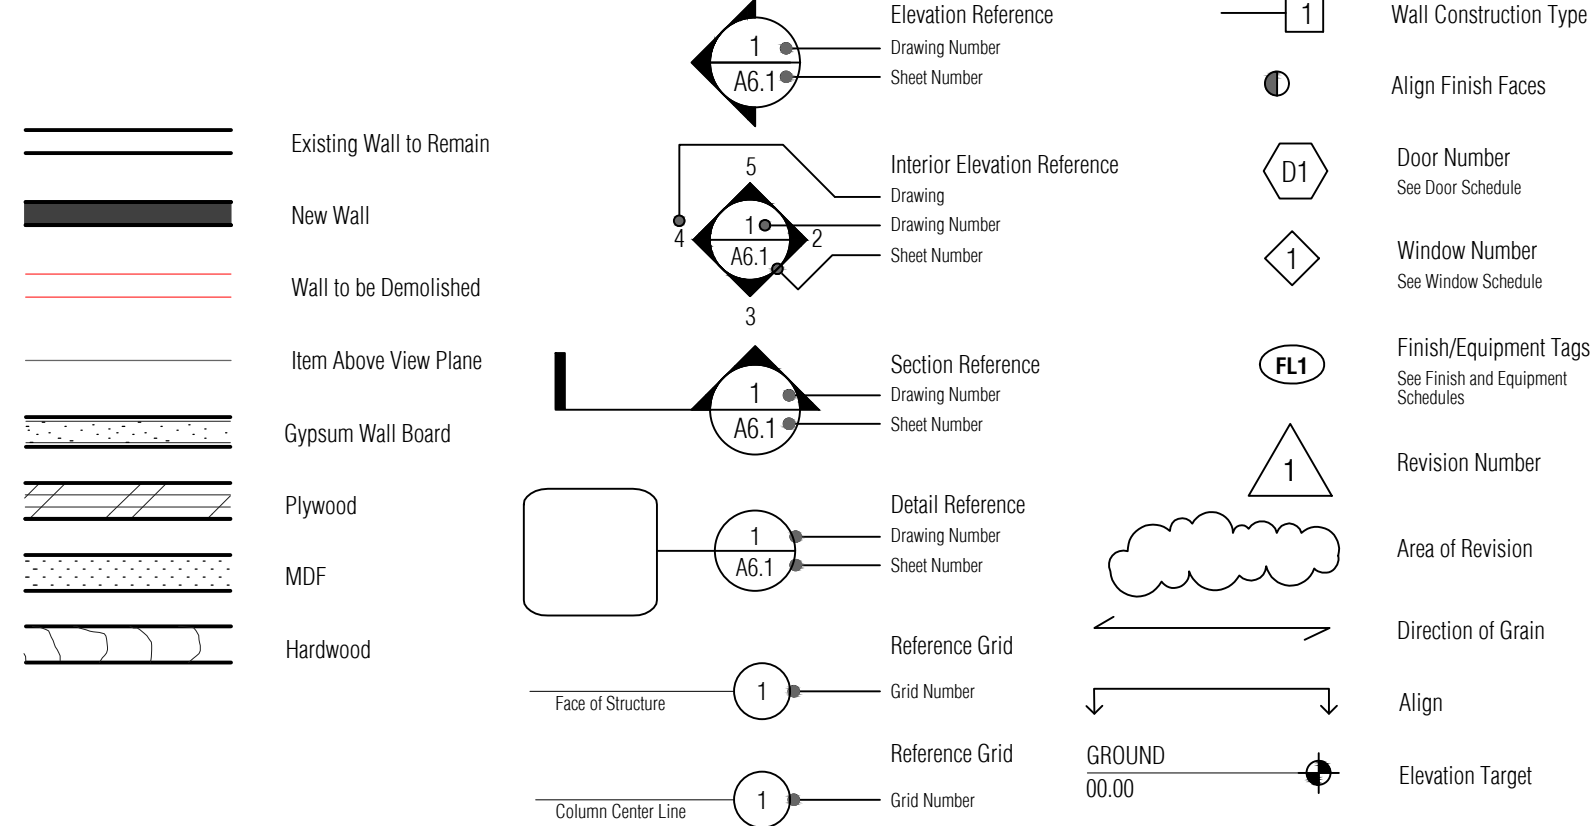 Existing Wall to Remain
New Wall
Wall to be Demolished
Item Above View Plane
Gypsum Wall Board
Plywood
MDF
Hardwood
1
A6.1
Elevation Reference
Drawing Number
Sheet Number
5
4
1
2
A6.1
3
Interior Elevation Reference
Drawing
Drawing Number
Sheet Number
1
A6.1
Section Reference
Drawing Number
Sheet Number
1
A6.1
Detail Reference
Drawing Number
Sheet Number
Face of Structure
1
Reference Grid
Grid Number
Column Center Line
1
Reference Grid
Grid Number
1
Wall Construction Type
Align Finish Faces
D1
Door Number
See Door Schedule
1
Window Number
See Window Schedule
FL1
Finish/Equipment Tags
See Finish and Equipment
Schedules
1
Revision Number
Area of Revision
Direction of Grain
Align
GROUND
00.00
Elevation Target